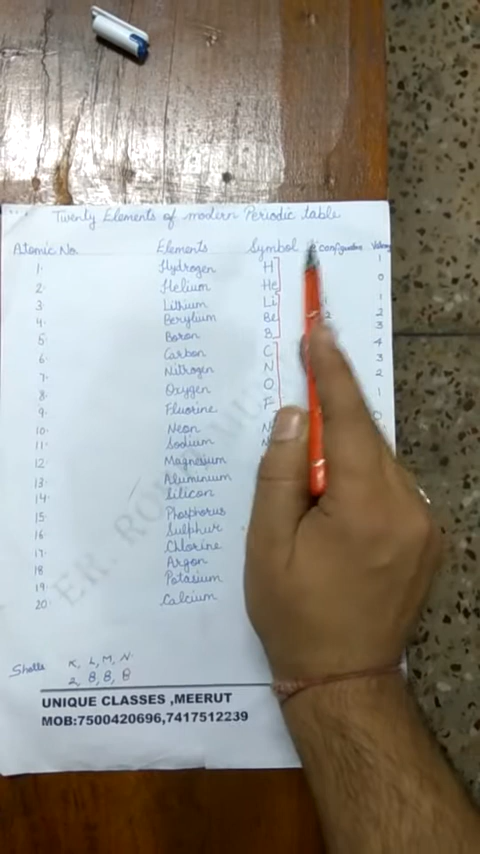 Twenty Elements of modern Periodic table
Atomic No. Elements Symbol configuration Valency
1. Hydrogen H 1
2. Helium He 0
3. Lithium Li 1
4. Berylium Be 2 2
5. Boron B 3
6. Carbon C 4
7. Nitrogen N 3
8. Oxygen O 2
9. Fluorine F 1
10. Neon N 0
11. Sodium
12. Magnesium
13. Aluminium
14. Silicon
15. Phosphorus
16. Sulphur
17. Chlorine
18 Argon
19. Potasium
20. Calcium
Shells K, L, M, N
2, 8, 8, 8
UNIQUE CLASSES ,MEERUT
MOB:7500420696,7417512239